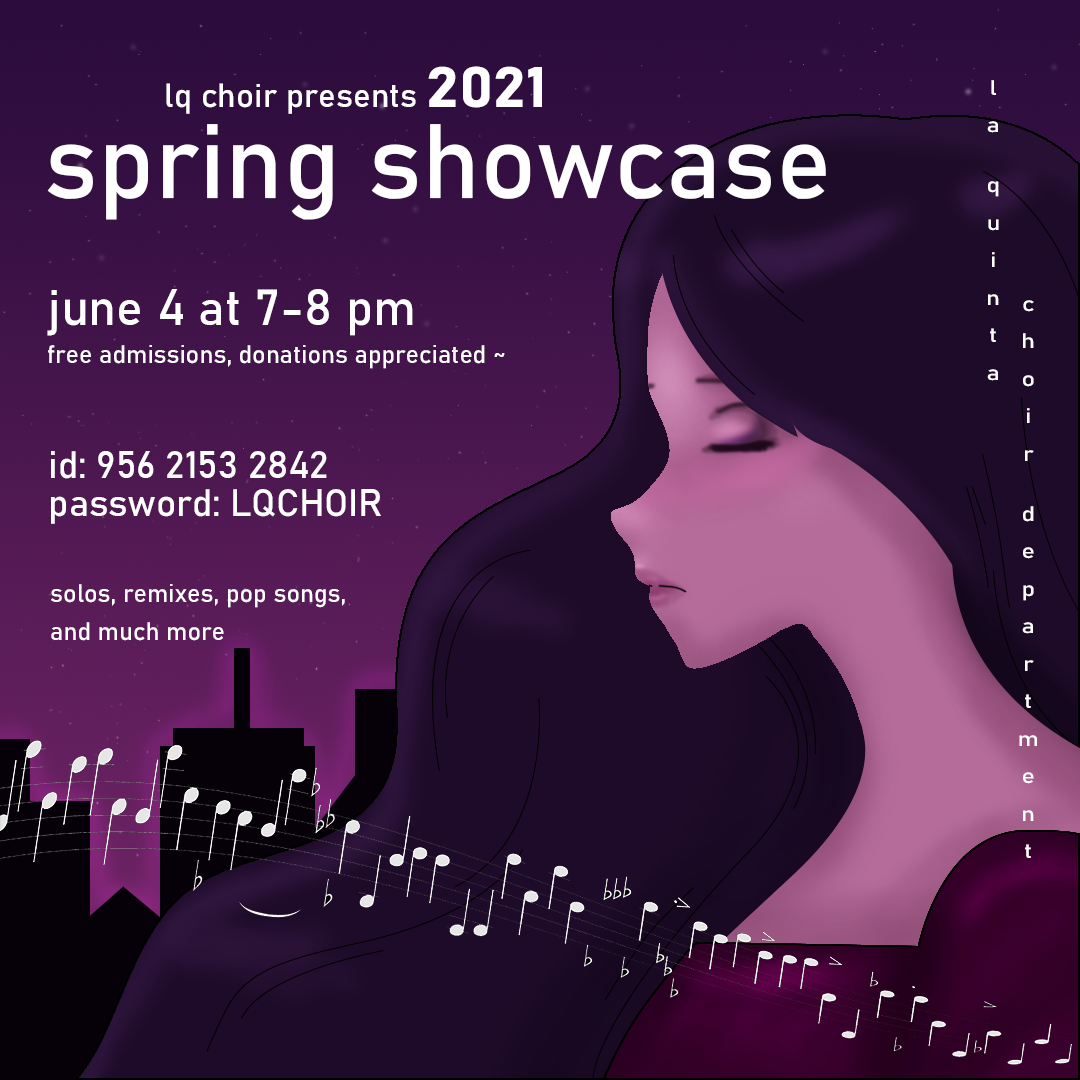 lq choir presents 2021
spring showcase
june 4 at 7-8 pm
free admissions, donations appreciated ~
id: 956 2153 2842
password: LQCHOIR
solos, remixes, pop songs,
and much more
la quinta
choir department